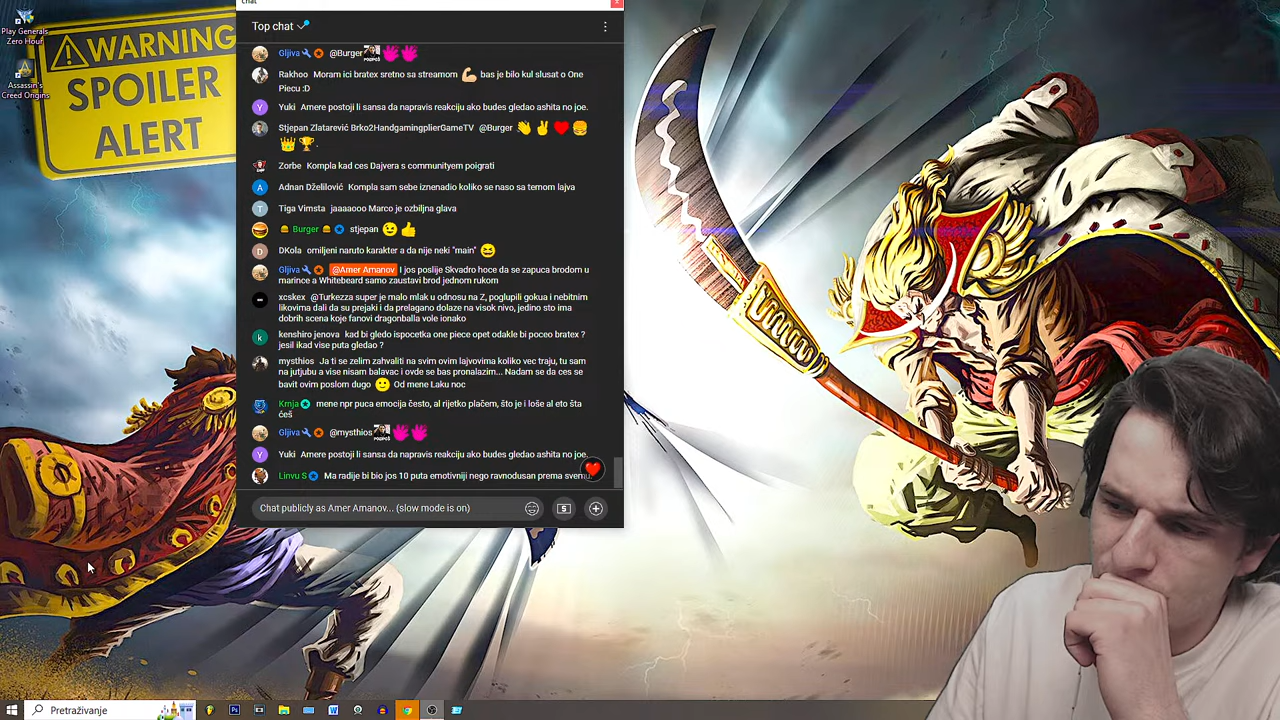 Play Generals
Zero Hour
Assassin's
Creed Origins
WARNING
SPOILER
ALERT
Chat
Top chat
Gljiva @Burger
Rakhoo Moram ici bratex sretno sa streamom 💪 bas je bilo kul slusat o One
Piecu :D
Y
Yuki Amere postoji li sansa da napravis reakciju ako budes gledao ashita no joe.
Stjepan Zlatarević Brko2HandgamingplierGameTV @Burger 👋 ✌ ❤ 🍔
👑 🏆 .
Zorbe Kompla kad ces Dajvera s communityem poigrati
A
Adnan Dželilović Kompla sam sebe iznenadio koliko se naso sa temom lajva
T
Tiga Vimsta jaaaaooo Marco je ozbiljna glava
🍔 Burger 🍔 stjepan 😉 👍
D
DKola omiljeni naruto karakter a da nije neki "main" 😆
Gljiva @Amer Amanov I jos poslije Skvadro hoce da se zapuca brodom u
marince a Whitebeard samo zaustavi brod jednom rukom
xcskex @Turkezza super je malo mlak u odnosu na Z, poglupili gokua i nebitnim
likovima dali da su prejaki i da prelagano dolaze na visok nivo, jedino sto ima
dobrih scena koje fanovi dragonballa vole ionako
k
kenshiro jenova kad bi gledo ispocetka one piece opet odakle bi poceo bratex ?
jesil ikad vise puta gledao ?
mysthios Ja ti se zelim zahvaliti na svim ovim lajvovima koliko vec traju, tu sam
na jutjubu a vise nisam balavac i ovde se bas pronalazim... Nadam se da ces se
bavit ovim poslom dugo 🙂 Od mene Laku noc
Krnja mene npr puca emocija često, al rijetko plačem, što je i loše al eto šta
ćeš
Gljiva @mysthios
Y
Yuki Amere postoji li sansa da napravis reakciju ako budes gledao ashita no joe.
Linvu S Ma radije bi bio jos 10 puta emotivniji nego ravnodusan prema svemu
Chat publicly as Amer Amanov... (slow mode is on)
Pretraživanje